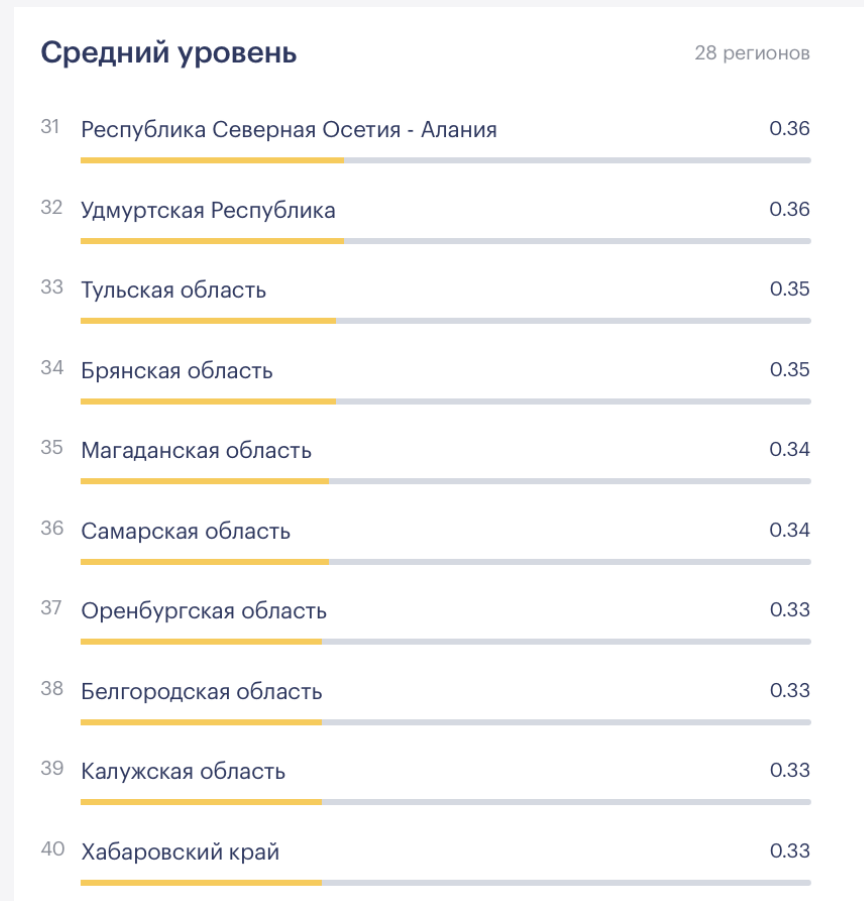 Средний уровень 28 регионов
31 Республика Северная Осетия - Алания 0.36
32 Удмуртская Республика 0.36
33 Тульская область 0.35
34 Брянская область 0.35
35 Магаданская область 0.34
36 Самарская область 0.34
37 Оренбургская область 0.33
38 Белгородская область 0.33
39 Калужская область 0.33
40 Хабаровский край 0.33